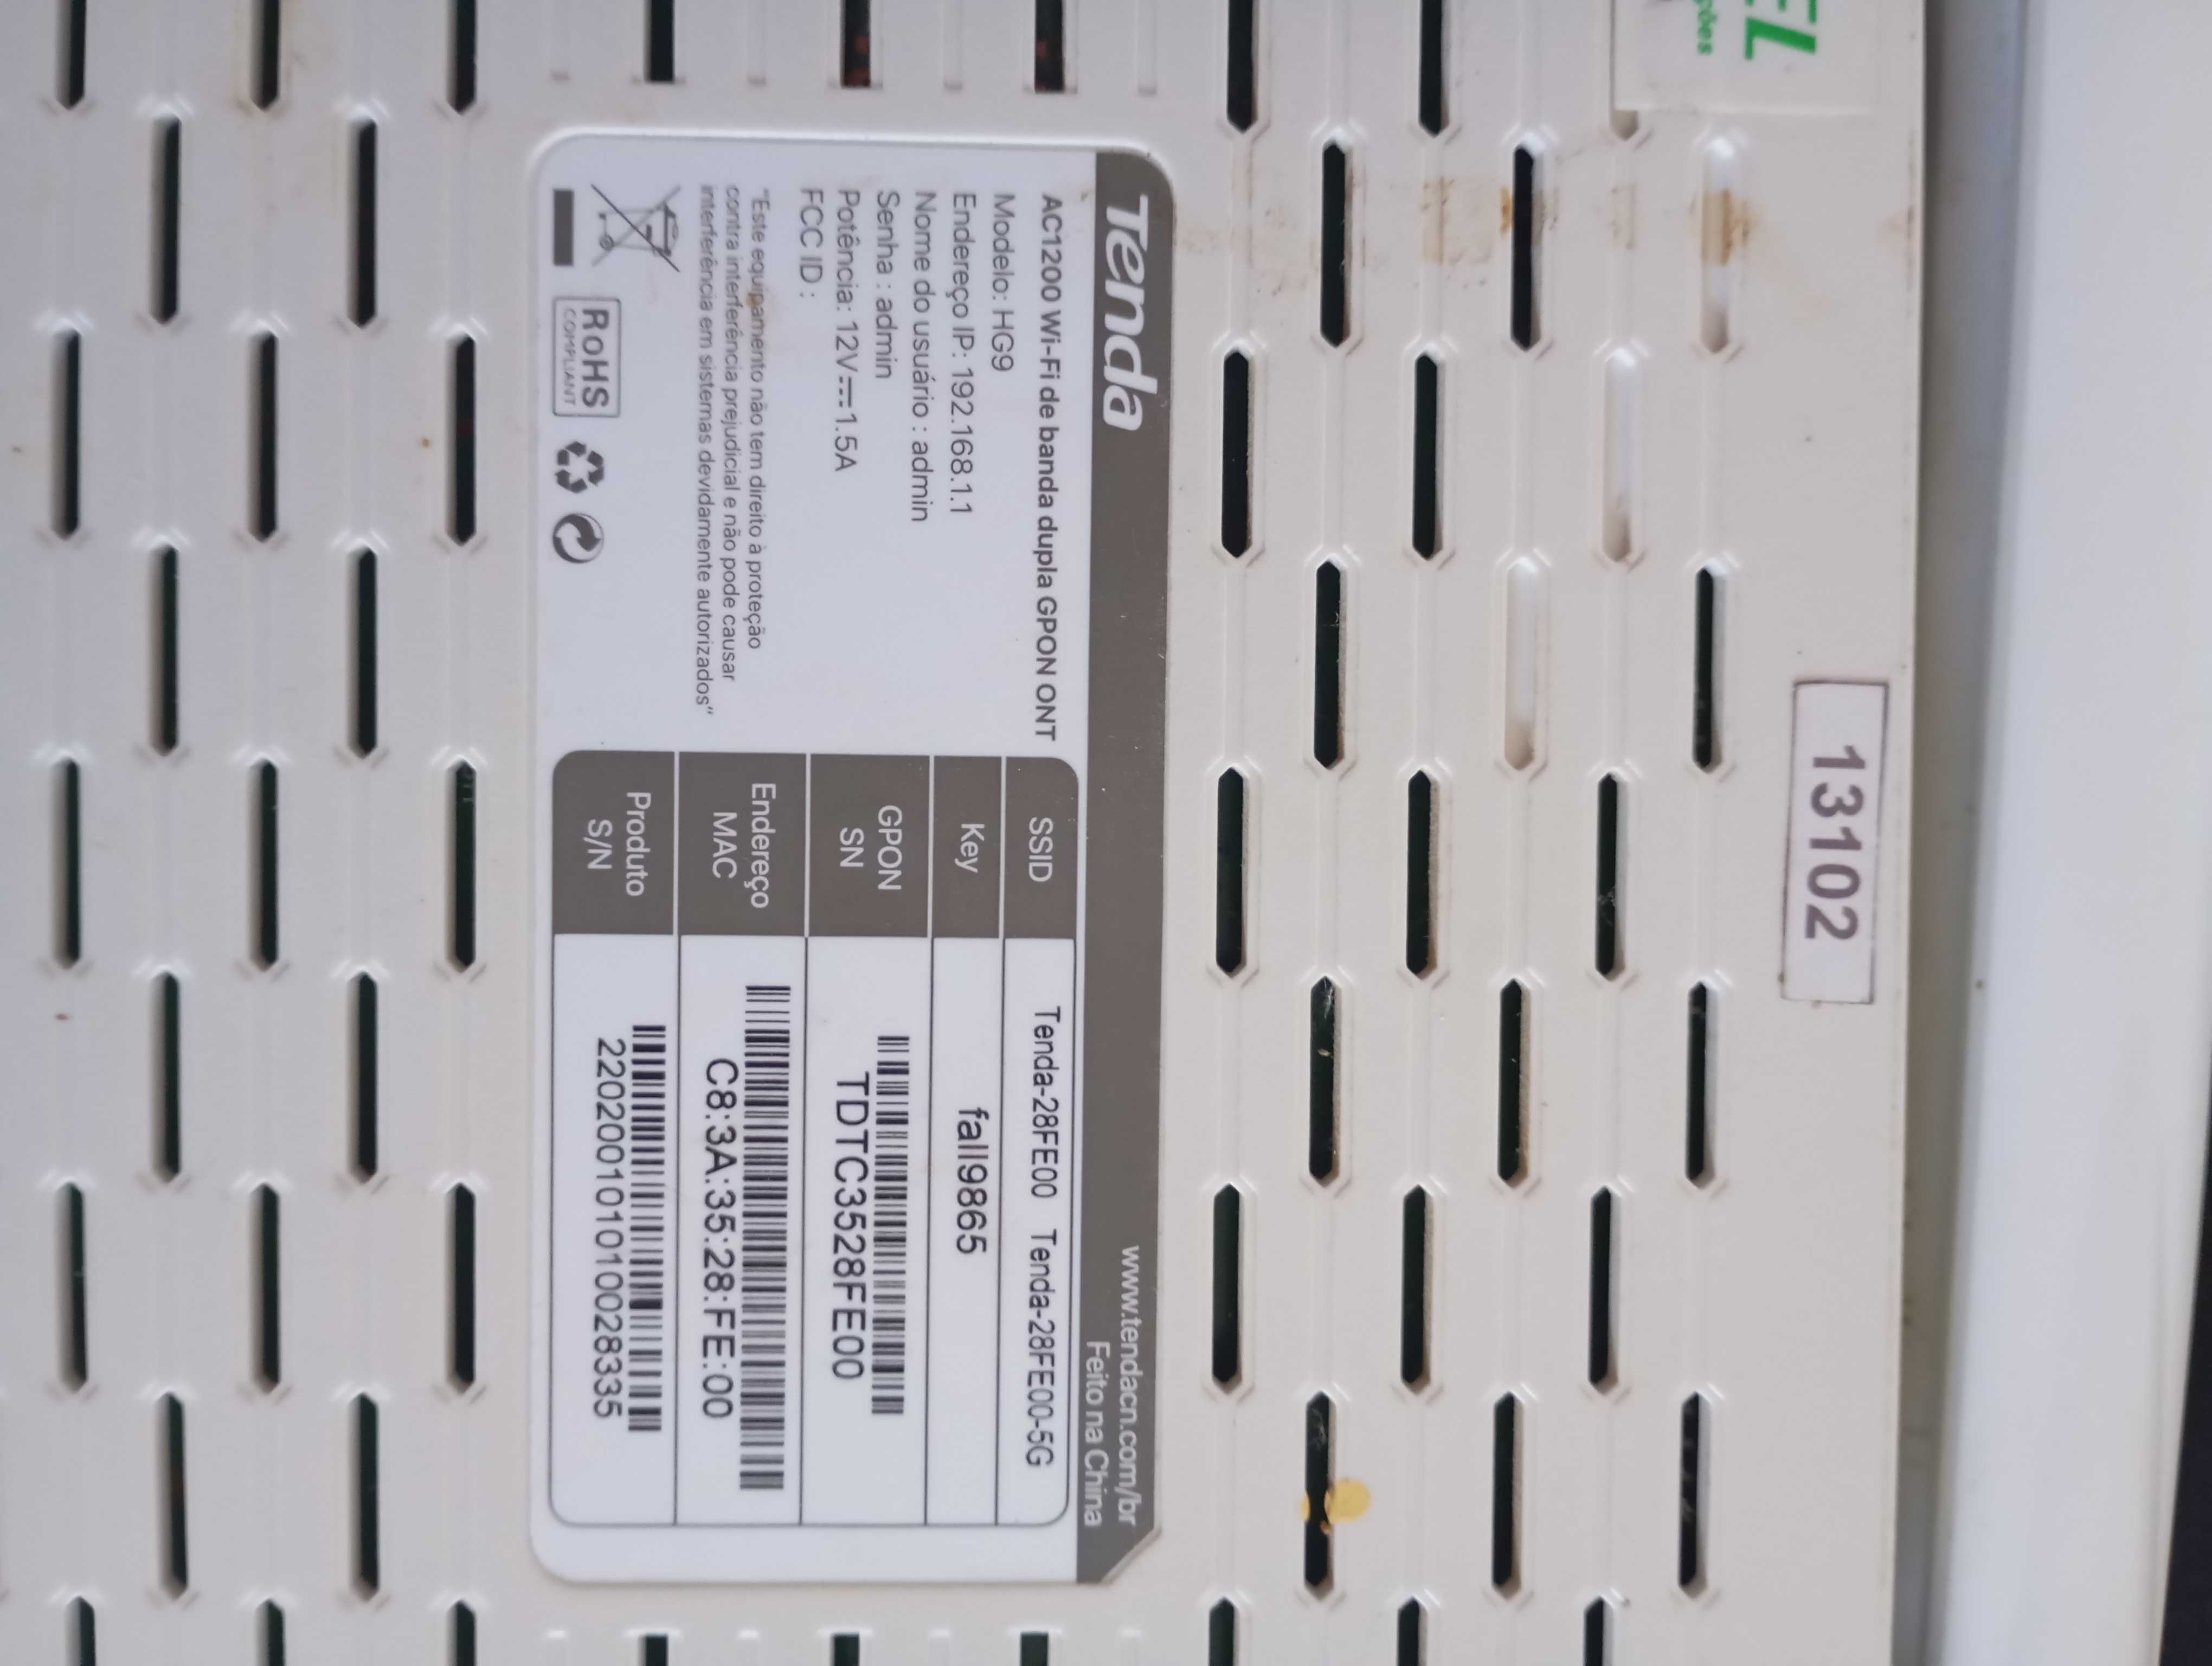 Tenda
www.tendacn.com/br
Feito na China
AC1200 Wi-Fi de banda dupla GPON ONT
Modelo: HG9
Endereço IP: 192.168.1.1
Nome do usuário : admin
Senha : admin
Potência: 12V⎓1.5A
FCC ID :
"Este equipamento não tem direito à proteção
contra interferência prejudicial e não pode causar
interferência em sistemas devidamente autorizados"
RoHS
COMPLIANT
SSID
Tenda-28FE00 Tenda-28FE00-5G
Key
fall9865
GPON
SN
TDTC3528FE00
Endereço
MAC
C8:3A:35:28:FE:00
Produto
S/N
220200101010028335
13102